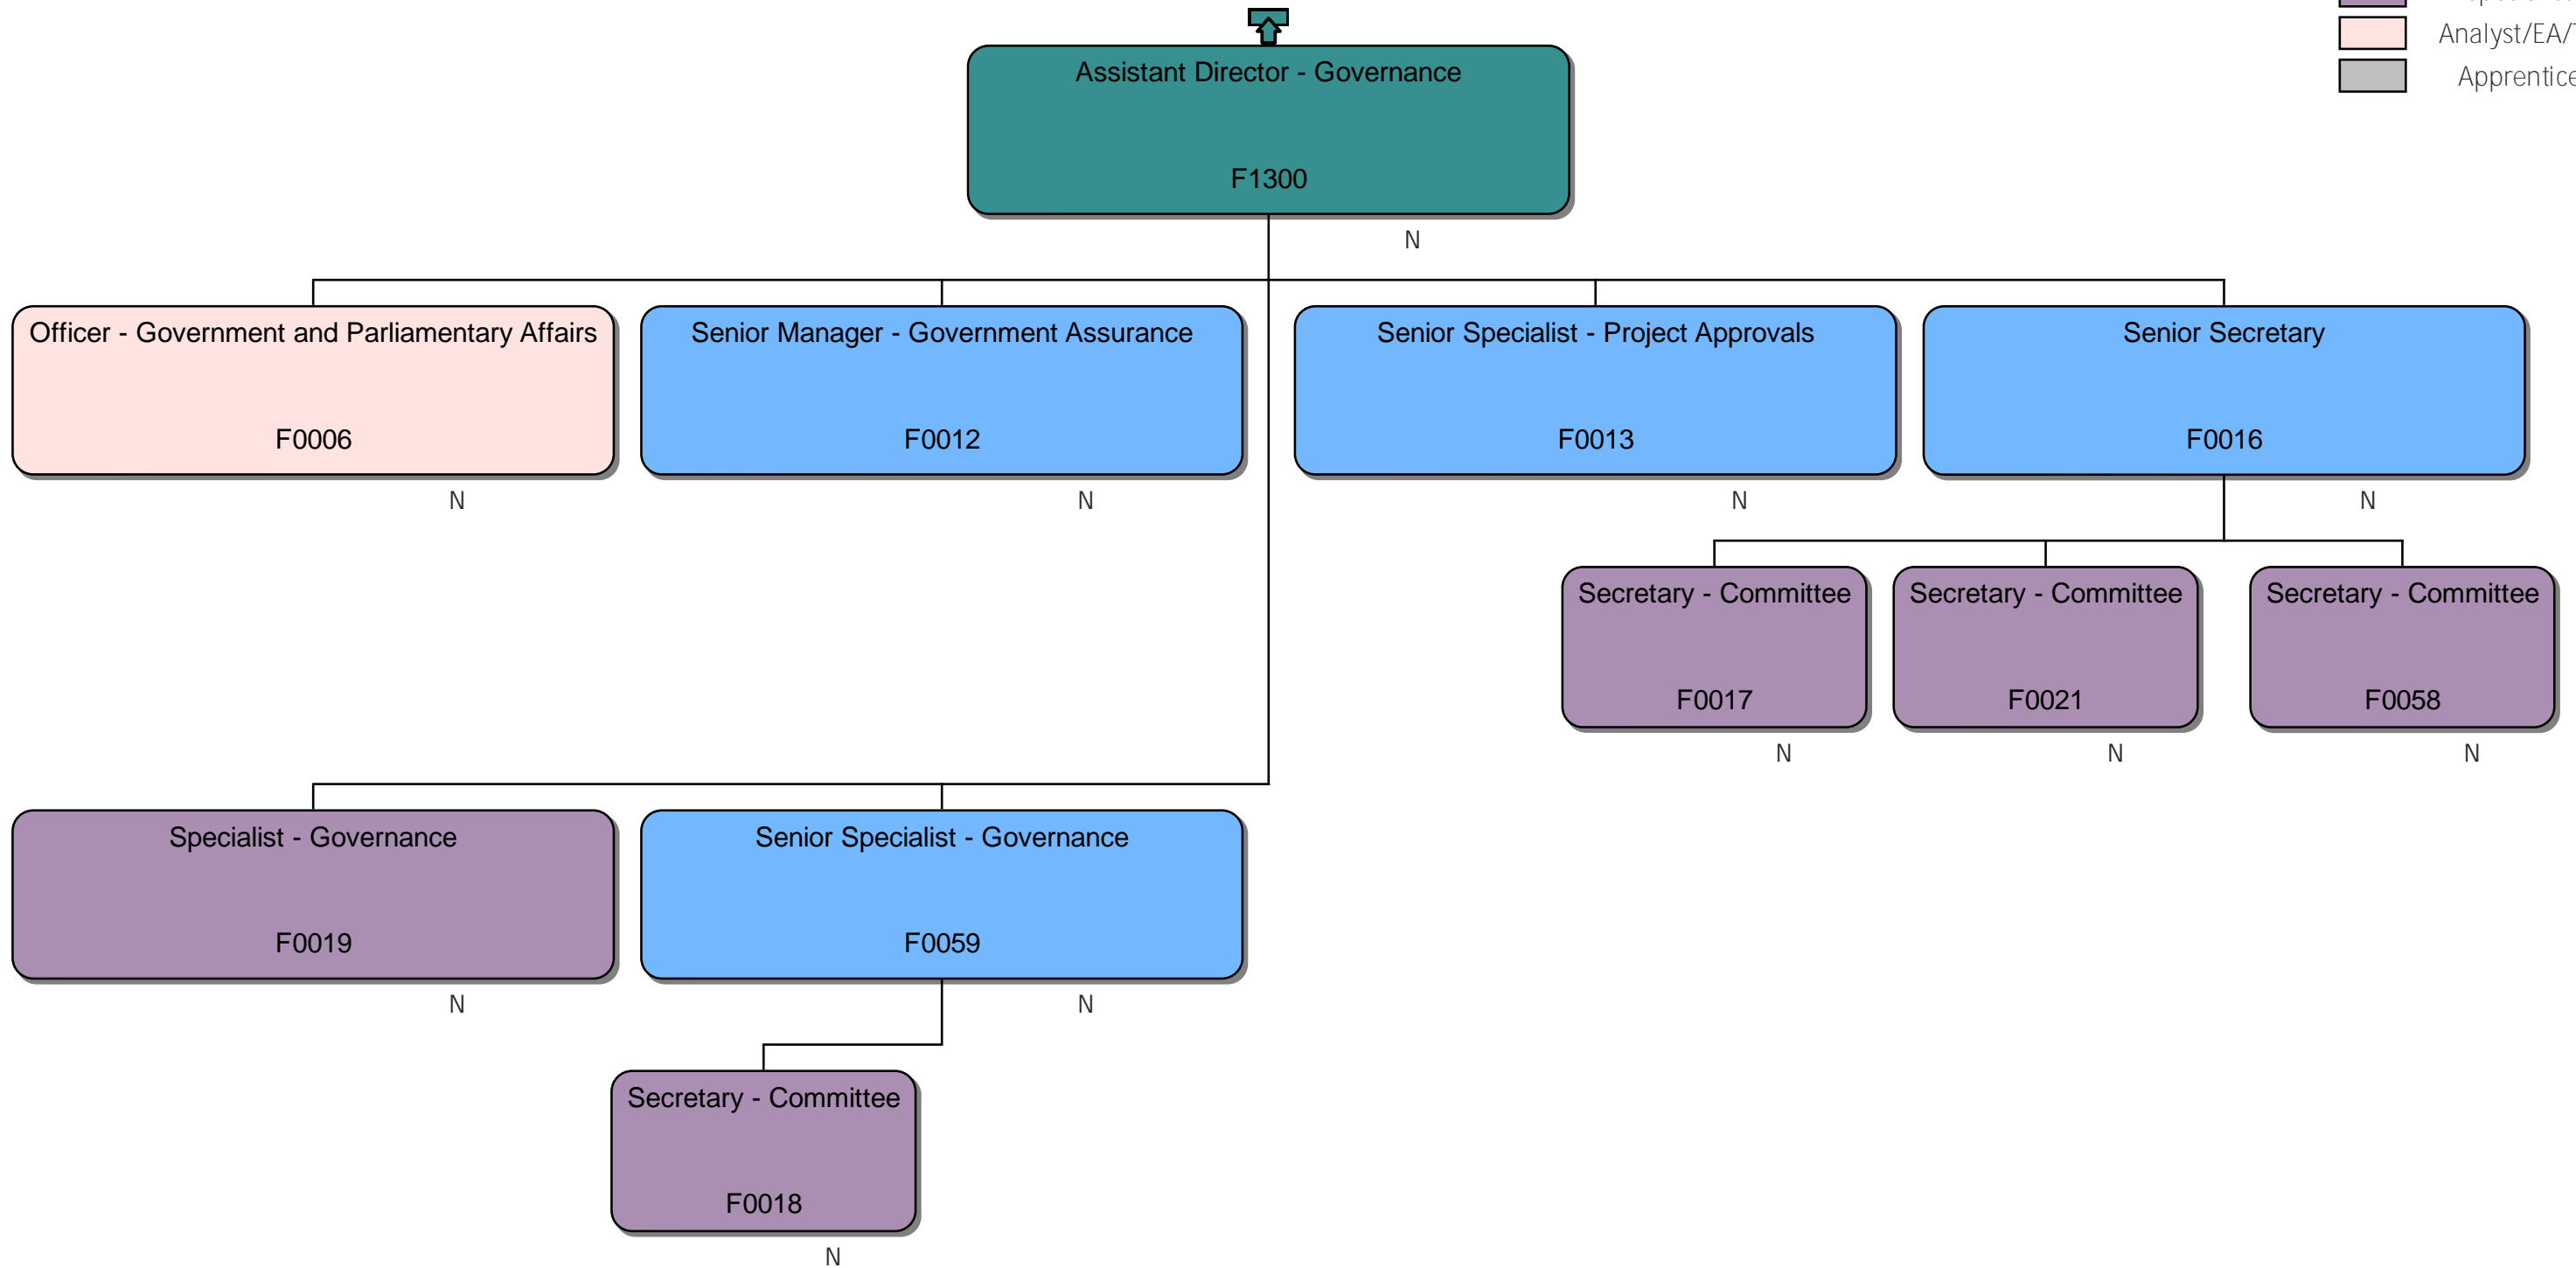 Analyst/EA/
Apprentice
Assistant Director - Governance
F1300
N
Officer - Government and Parliamentary Affairs
F0006
N
Senior Manager - Government Assurance
F0012
N
Senior Specialist - Project Approvals
F0013
N
Senior Secretary
F0016
N
Secretary - Committee
F0017
N
Secretary - Committee
F0021
N
Secretary - Committee
F0058
N
Specialist - Governance
F0019
N
Senior Specialist - Governance
F0059
N
Secretary - Committee
F0018
N